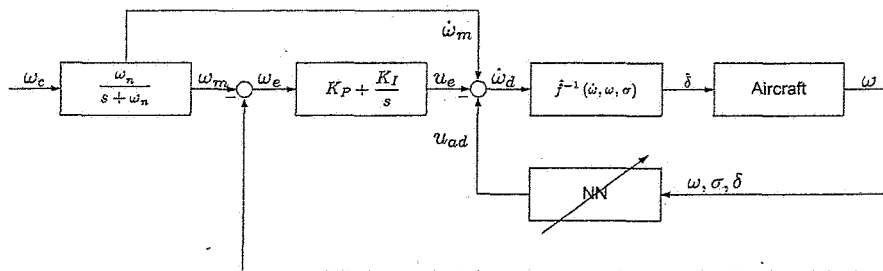 ω̇_m
ω_c
ω_n / (s + ω_n)
ω_m
−
ω_e
K_P + K_I / s
u_e
−
ω̇_d
f̂⁻¹(ω̇, ω, σ)
δ̂
Aircraft
ω
u_ad
NN
ω, σ, δ